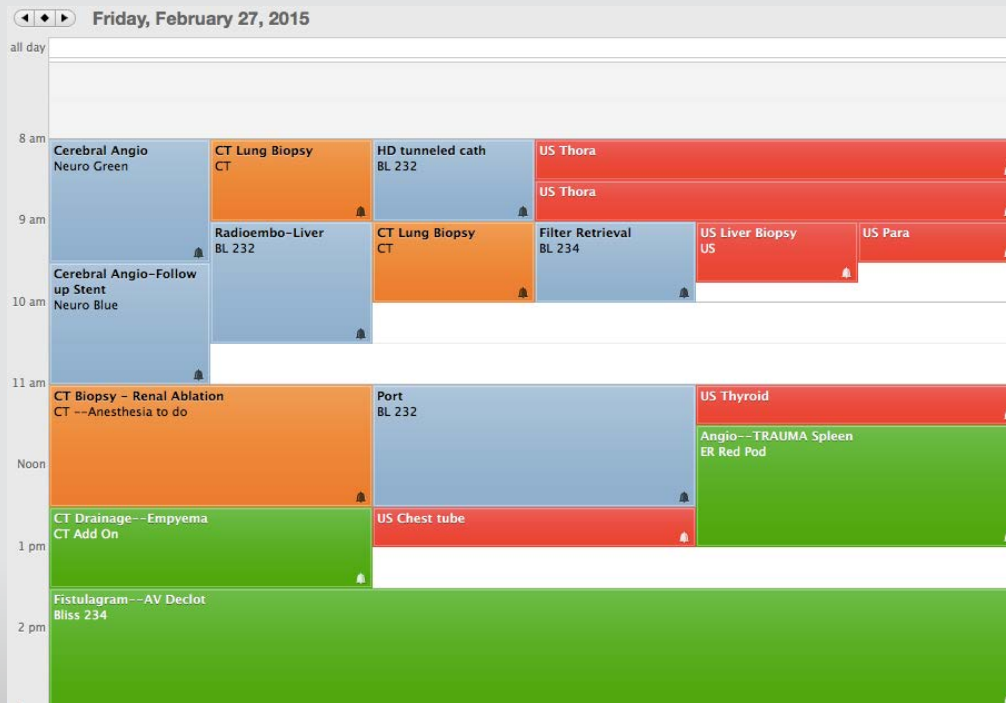 Friday, February 27, 2015
all day
8 am
Cerebral Angio
Neuro Green
CT Lung Biopsy
CT
HD tunneled cath
BL 232
US Thora
US Thora
9 am
Radioembo-Liver
BL 232
CT Lung Biopsy
CT
Filter Retrieval
BL 234
US Liver Biopsy
US
US Para
Cerebral Angio-Follow
up Stent
Neuro Blue
10 am
11 am
CT Biopsy - Renal Ablation
CT --Anesthesia to do
Port
BL 232
US Thyroid
Angio--TRAUMA Spleen
ER Red Pod
Noon
CT Drainage--Empyema
CT Add On
US Chest tube
1 pm
Fistulagram--AV Declot
Bliss 234
2 pm